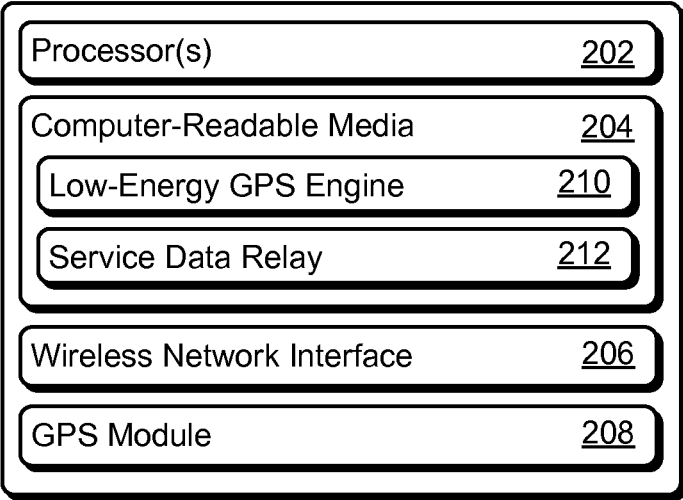 Processor(s) 202
Computer-Readable Media 204
Low-Energy GPS Engine 210
Service Data Relay 212
Wireless Network Interface 206
GPS Module 208